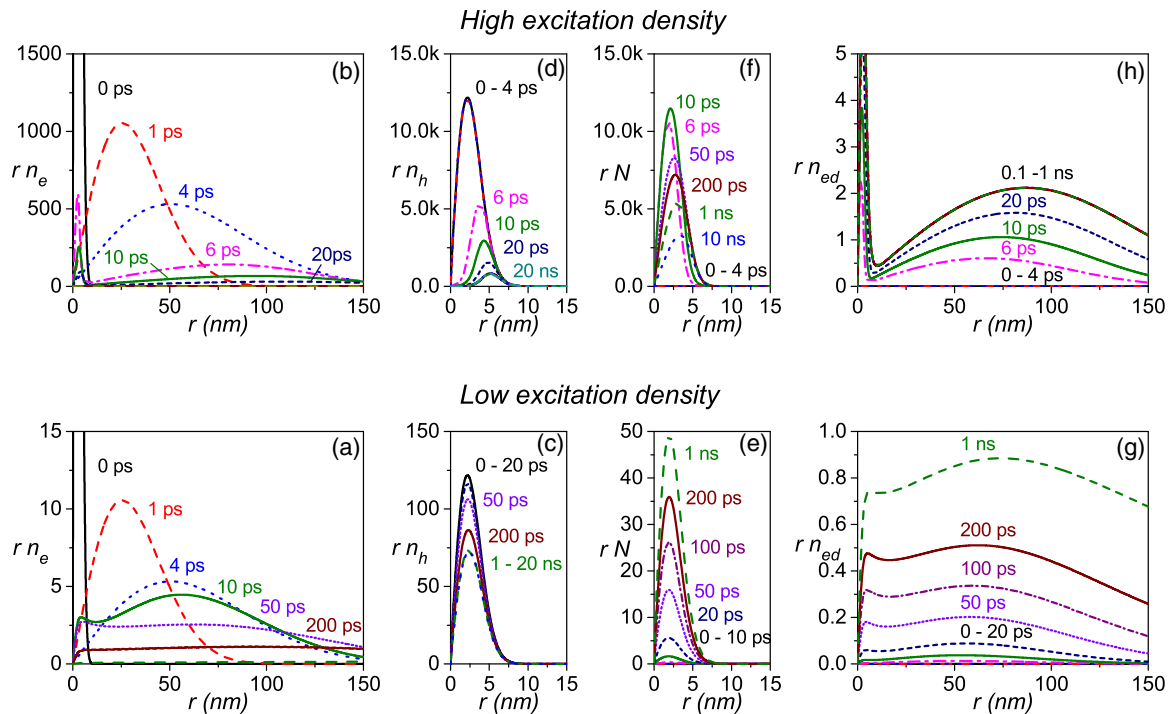 High excitation density
1500
1000
500
0
r n_e
(b)
0 ps
1 ps
4 ps
6 ps
10 ps
20ps
0 50 100 150
r (nm)
15.0k
10.0k
5.0k
0.0
r n_h
(d)
0 - 4 ps
6 ps
10 ps
20 ps
20 ns
0 5 10 15
r (nm)
15.0k
10.0k
5.0k
0.0
r N
(f)
10 ps
6 ps
50 ps
200 ps
1 ns
10 ns
0 - 4 ps
0 5 10 15
r (nm)
5
4
3
2
1
0
r n_ed
(h)
0.1 -1 ns
20 ps
10 ps
6 ps
0 - 4 ps
0 50 100 150
r (nm)
Low excitation density
15
10
5
0
r n_e
(a)
0 ps
1 ps
4 ps
10 ps
50 ps
200 ps
0 50 100 150
r (nm)
150
100
50
0
r n_h
(c)
0 - 20 ps
50 ps
200 ps
1 - 20 ns
0 5 10 15
r (nm)
50
40
30
20
10
0
r N
(e)
1 ns
200 ps
100 ps
50 ps
20 ps
0 - 10 ps
0 5 10 15
r (nm)
1.0
0.8
0.6
0.4
0.2
0.0
r n_ed
(g)
1 ns
200 ps
100 ps
50 ps
0 - 20 ps
0 50 100 150
r (nm)